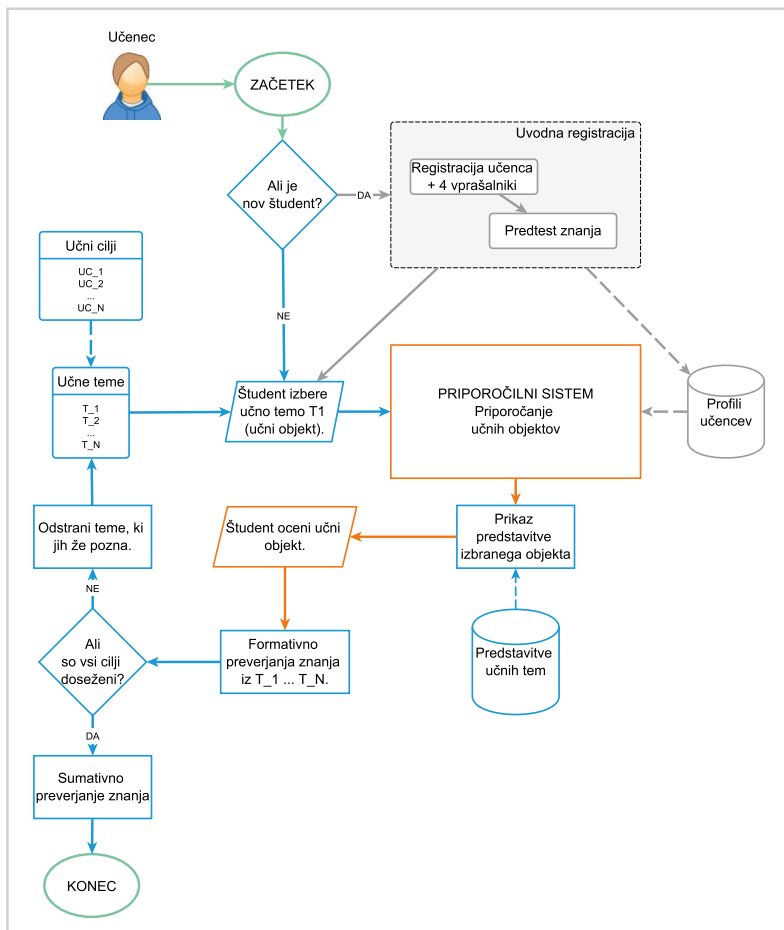 Učenec
ZAČETEK
Uvodna registracija
Registracija učenca
+ 4 vprašalniki
Predtest znanja
Ali je
nov študent?
DA
NE
Učni cilji
UC_1
UC_2
...
UC_N
Učne teme
T_1
T_2
...
T_N
Študent izbere
učno temo T1
(učni objekt).
PRIPOROČILNI SISTEM
Priporočanje
učnih objektov
Profili
učencev
Odstrani teme, ki
jih že pozna.
Študent oceni učni
objekt.
Prikaz
predstavitve
izbranega objekta
NE
Ali
so vsi cilji
doseženi?
Formativno
preverjanja znanja
iz T_1 ... T_N.
Predstavitve
učnih tem
DA
Sumativno
preverjanje znanja
KONEC